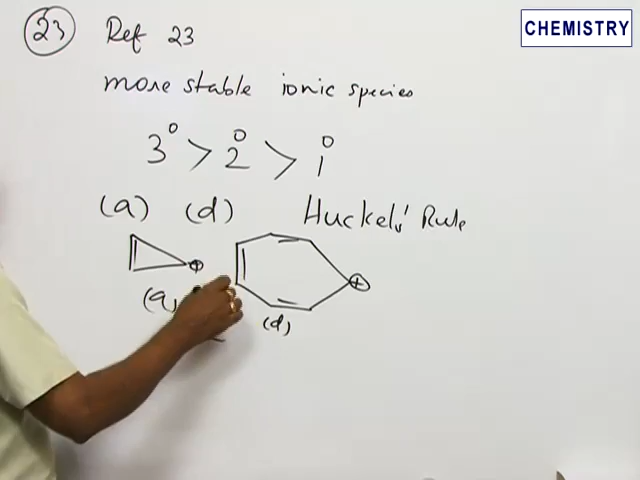 23 Ref 23
CHEMISTRY
more stable ionic species
3° > 2° > 1°
(a) (d) Huckel's Rule
⊕ ⊕
(a,
(d)